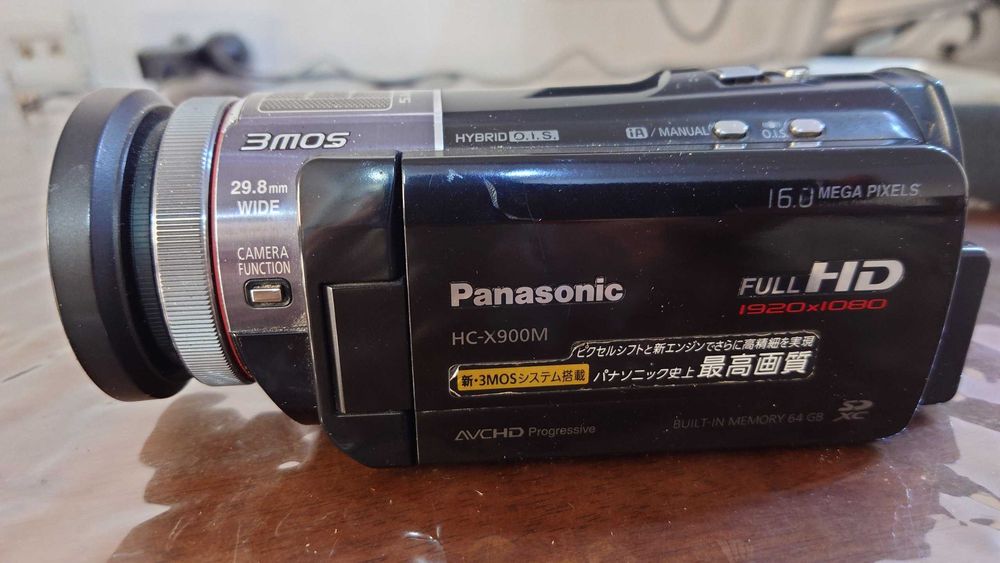 3MOS
HYBRID O.I.S.
iA / MANUAL
O.I.S
29.8mm
WIDE
16.0 MEGA PIXELS
CAMERA
FUNCTION
FULL HD
1920x1080
Panasonic
HC-X900M
ピクセルシフトと新エンジンでさらに高精細を実現
新・3MOSシステム搭載 パナソニック史上 最高画質
AVCHD Progressive
BUILT-IN MEMORY 64 GB
SD
XC